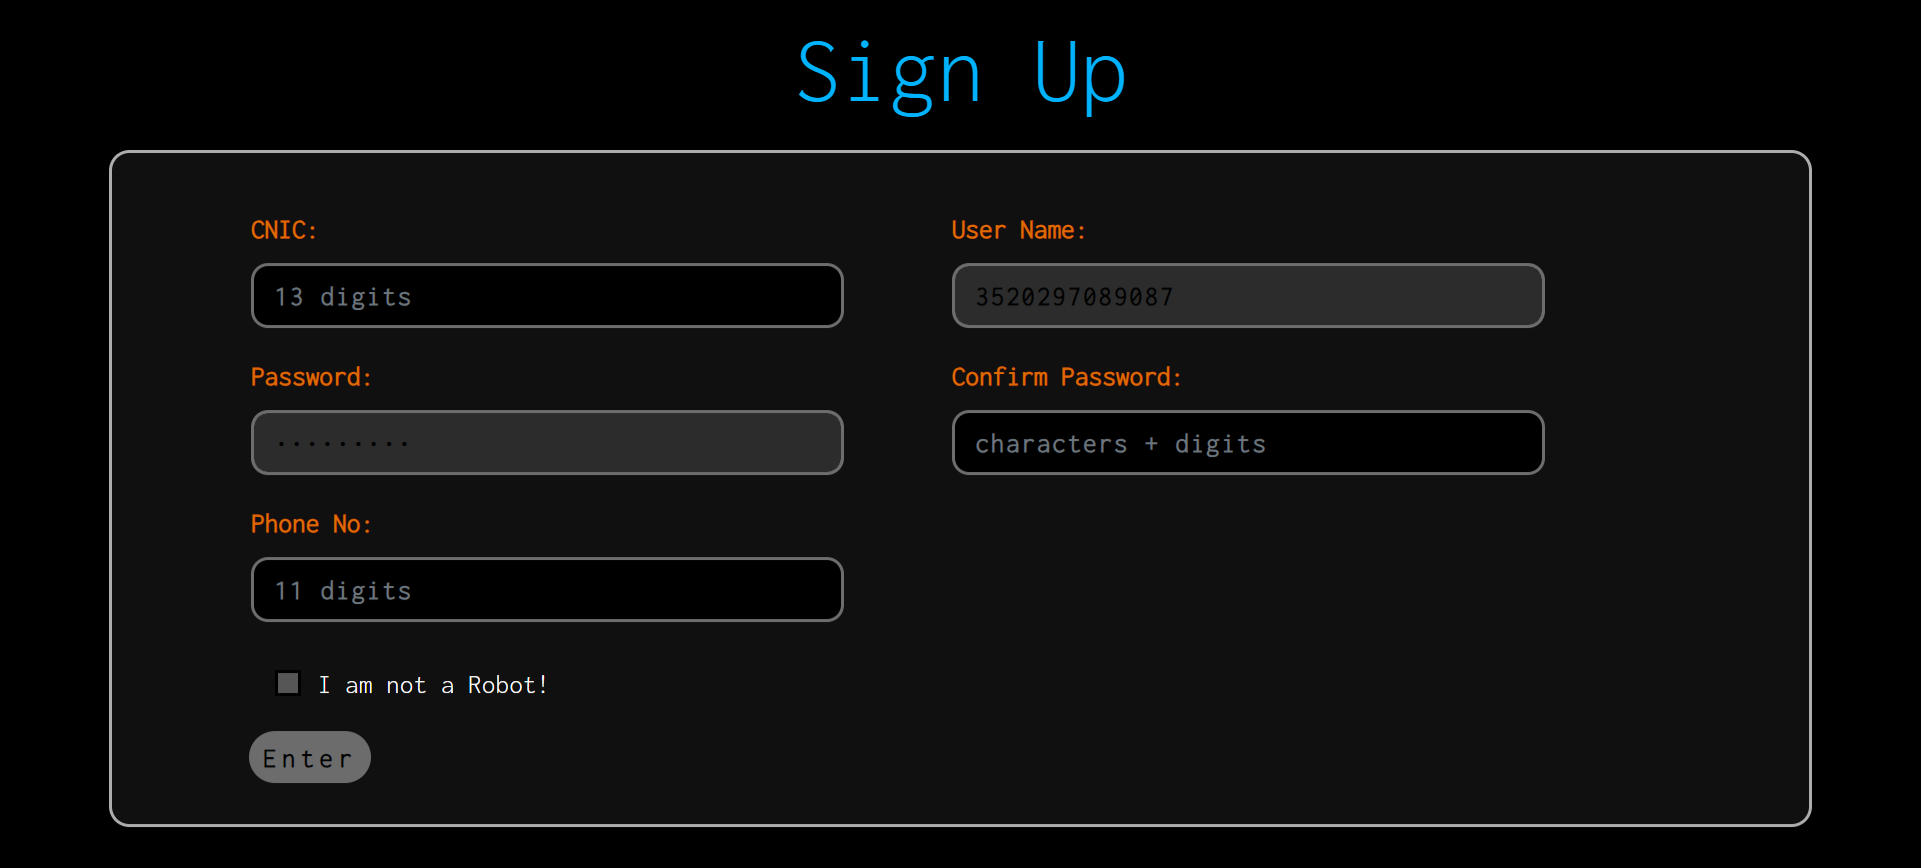 Sign Up
CNIC:
User Name:
13 digits
3520297089087
Password:
Confirm Password:
·········
characters + digits
Phone No:
11 digits
I am not a Robot!
Enter